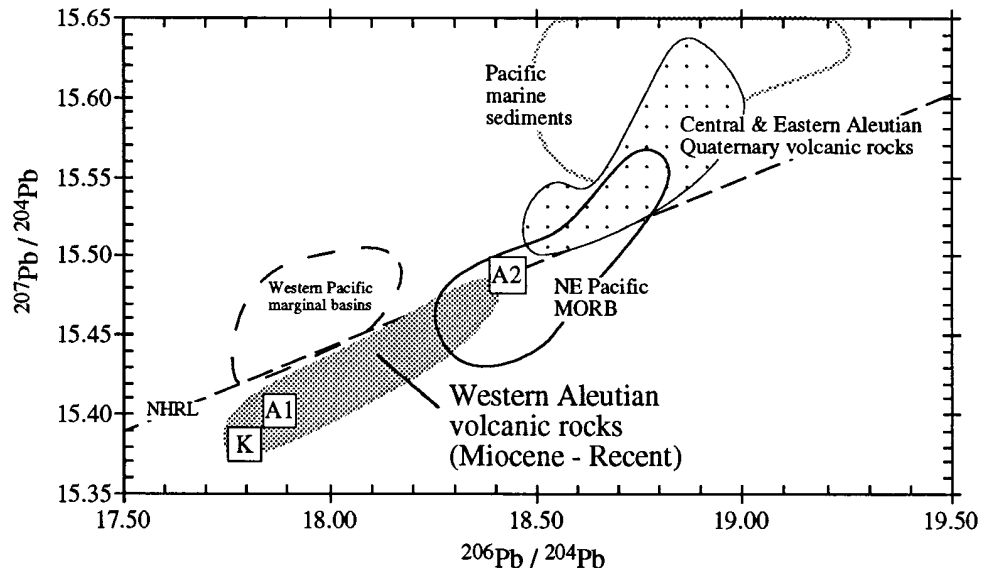 15.65
15.60
15.55
15.50
15.45
15.40
15.35
207Pb / 204Pb
Pacific
marine
sediments
Central & Eastern Aleutian
Quaternary volcanic rocks
Western Pacific
marginal basins
A2
NE Pacific
MORB
NHRL
A1
K
Western Aleutian
volcanic rocks
(Miocene - Recent)
17.50 18.00 18.50 19.00 19.50
206Pb / 204Pb